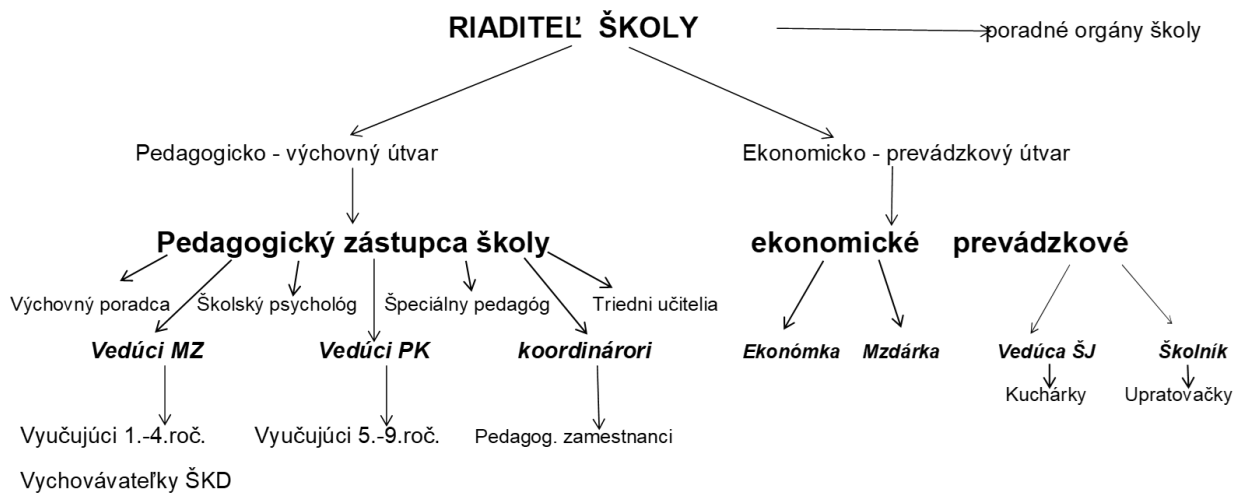 RIADITEĽ ŠKOLY
poradné orgány školy
Pedagogicko - výchovný útvar
Ekonomicko - prevádzkový útvar
Pedagogický zástupca školy
ekonomické prevádzkové
Výchovný poradca
Školský psychológ
Špeciálny pedagóg
Triedni učitelia
Vedúci MZ
Vedúci PK
koordinárori
Ekonómka
Mzdárka
Vedúca ŠJ
Školník
Kuchárky
Upratovačky
Vyučujúci 1.-4.roč.
Vyučujúci 5.-9.roč.
Pedagog. zamestnanci
Vychovávateľky ŠKD